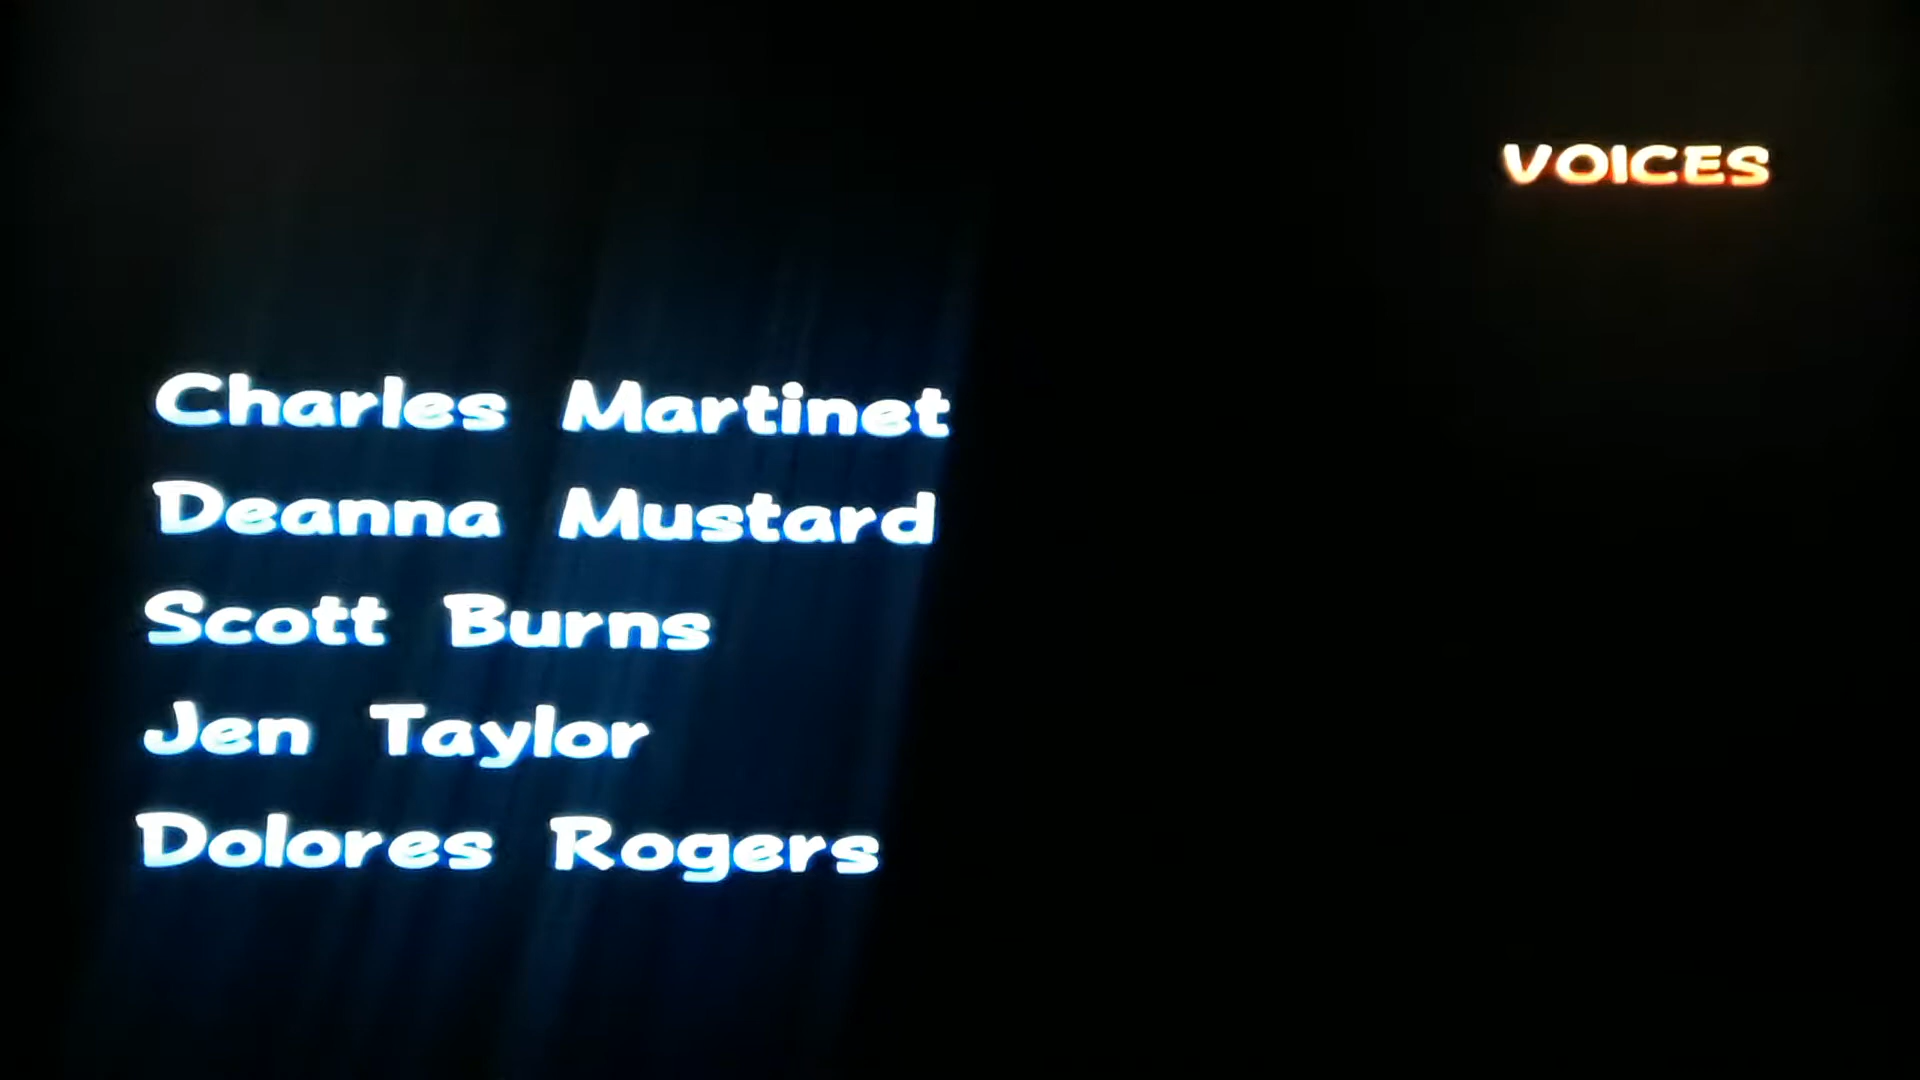 VOICES
Charles Martinet
Deanna Mustard
Scott Burns
Jen Taylor
Dolores Rogers